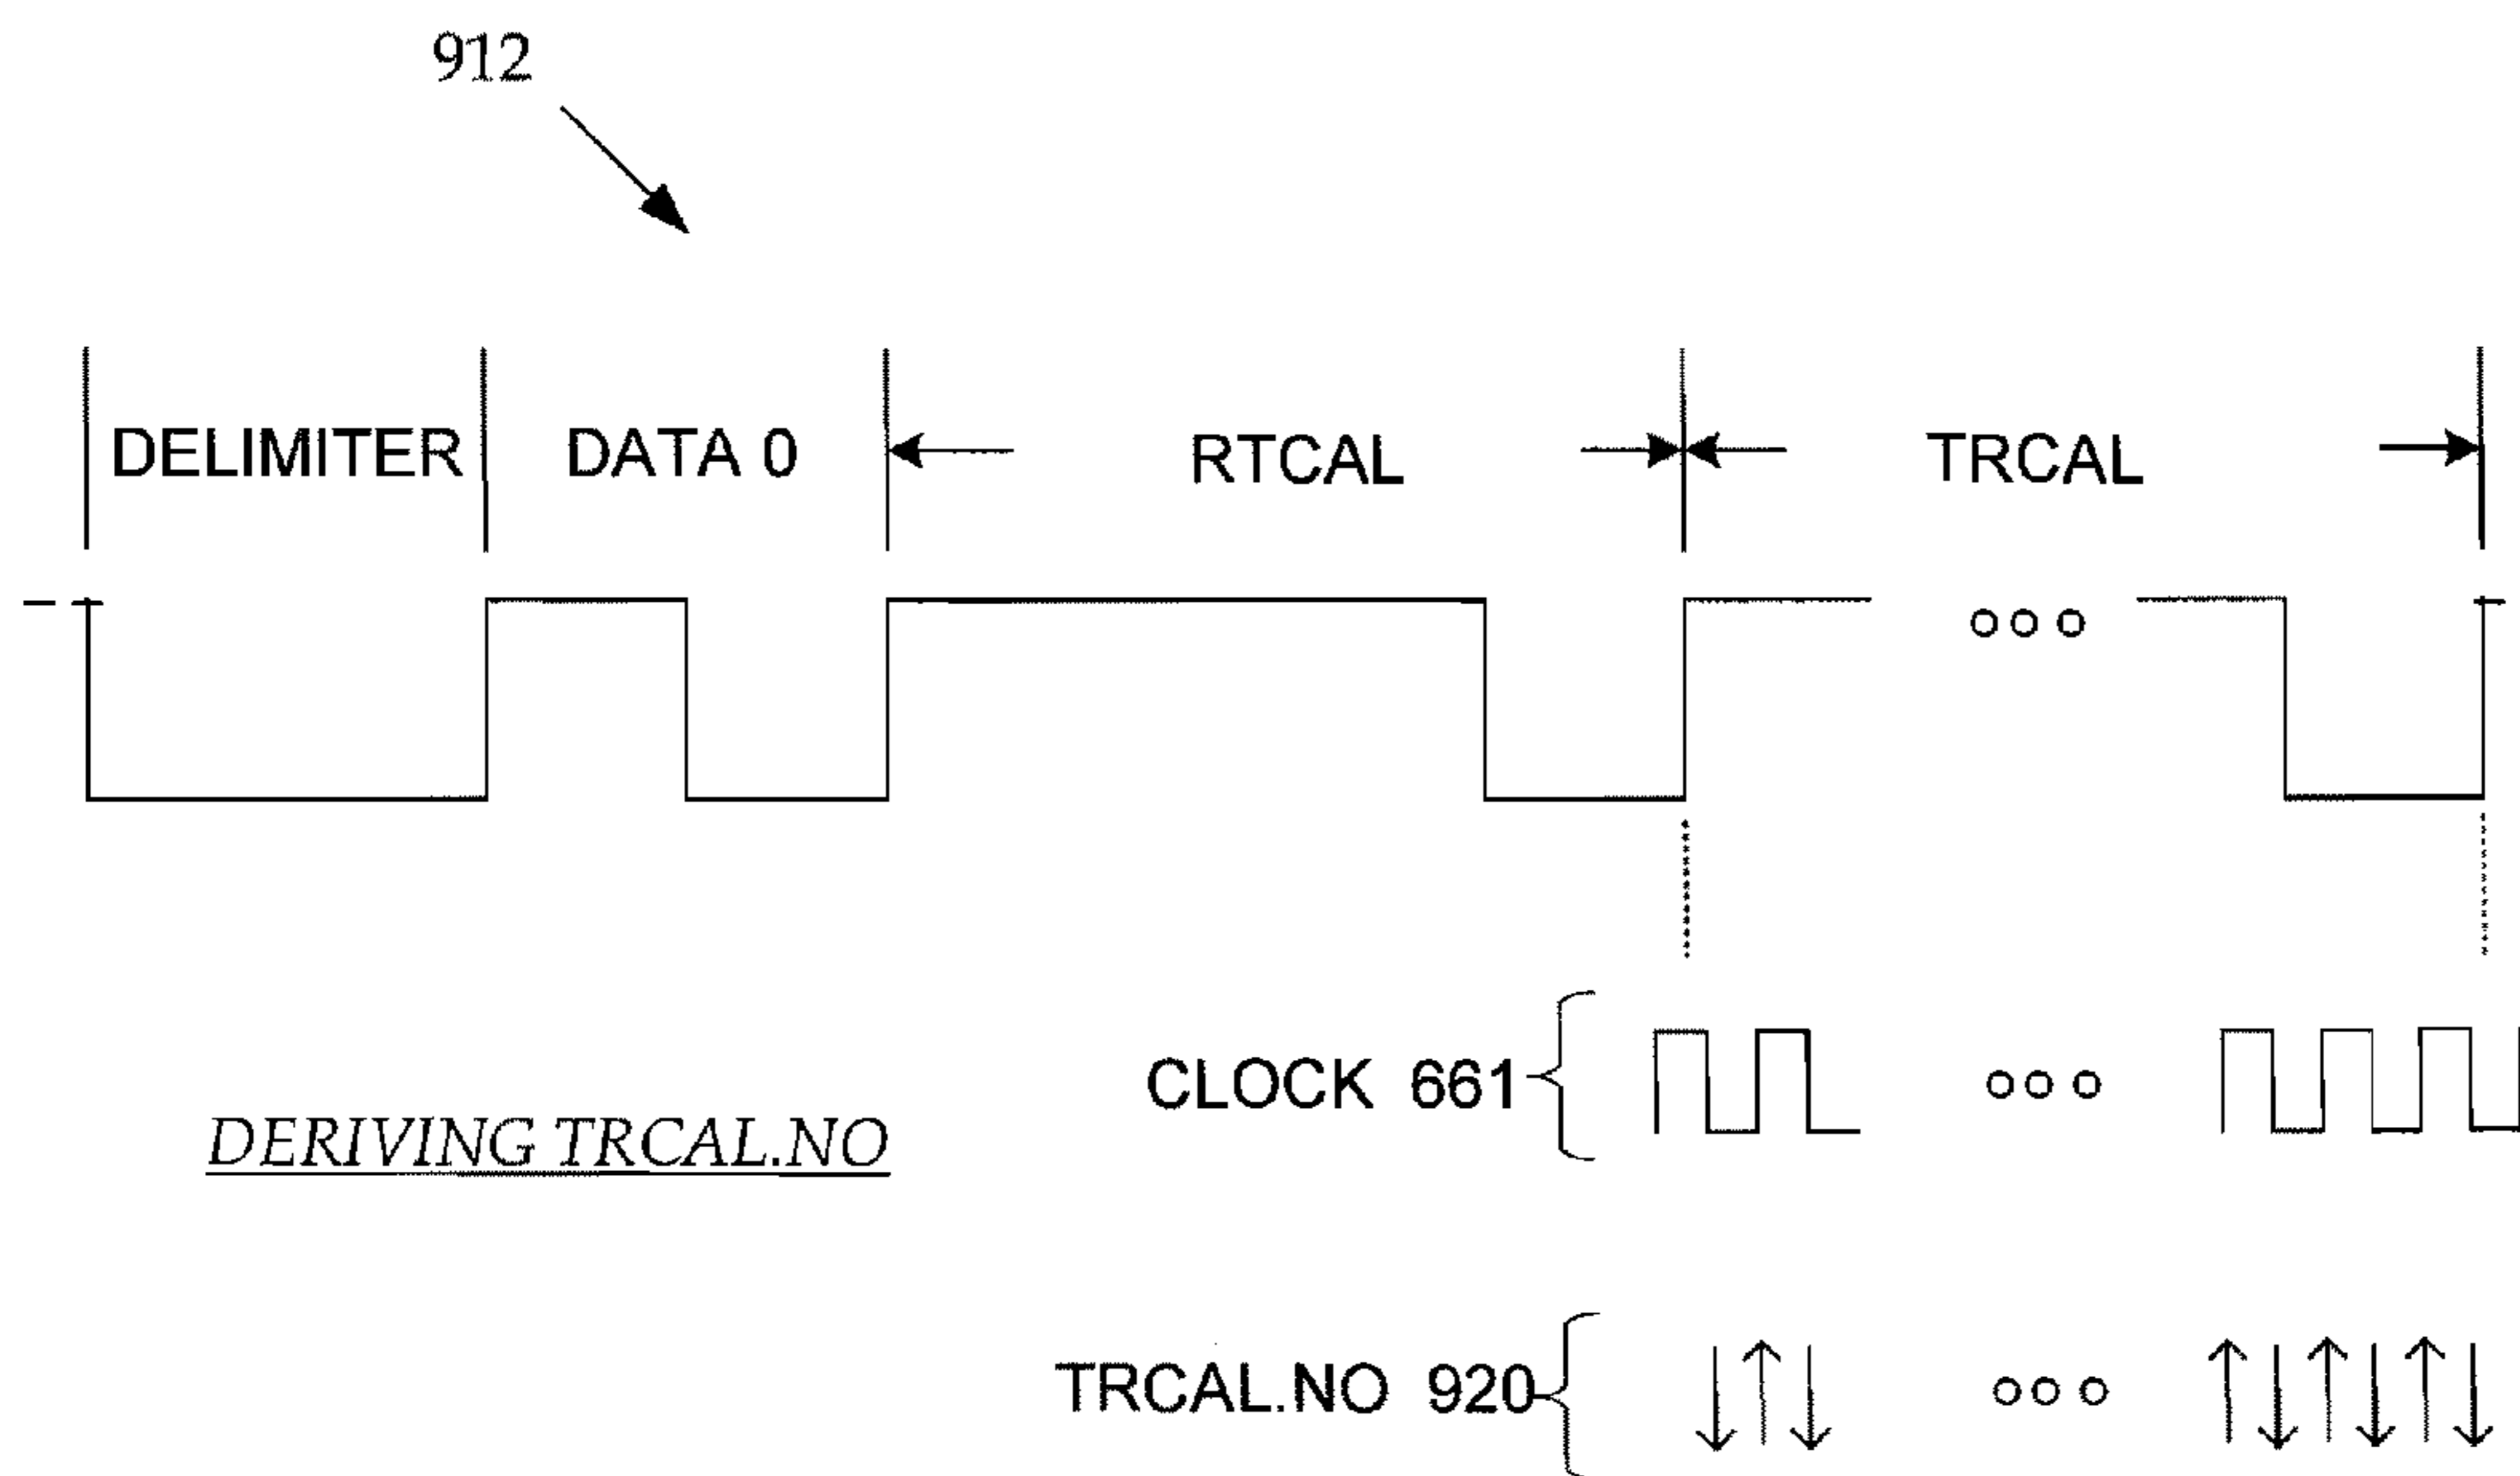 912
DELIMITER DATA 0 RTCAL TRCAL
CLOCK 661
DERIVING TRCAL.NO
TRCAL.NO 920